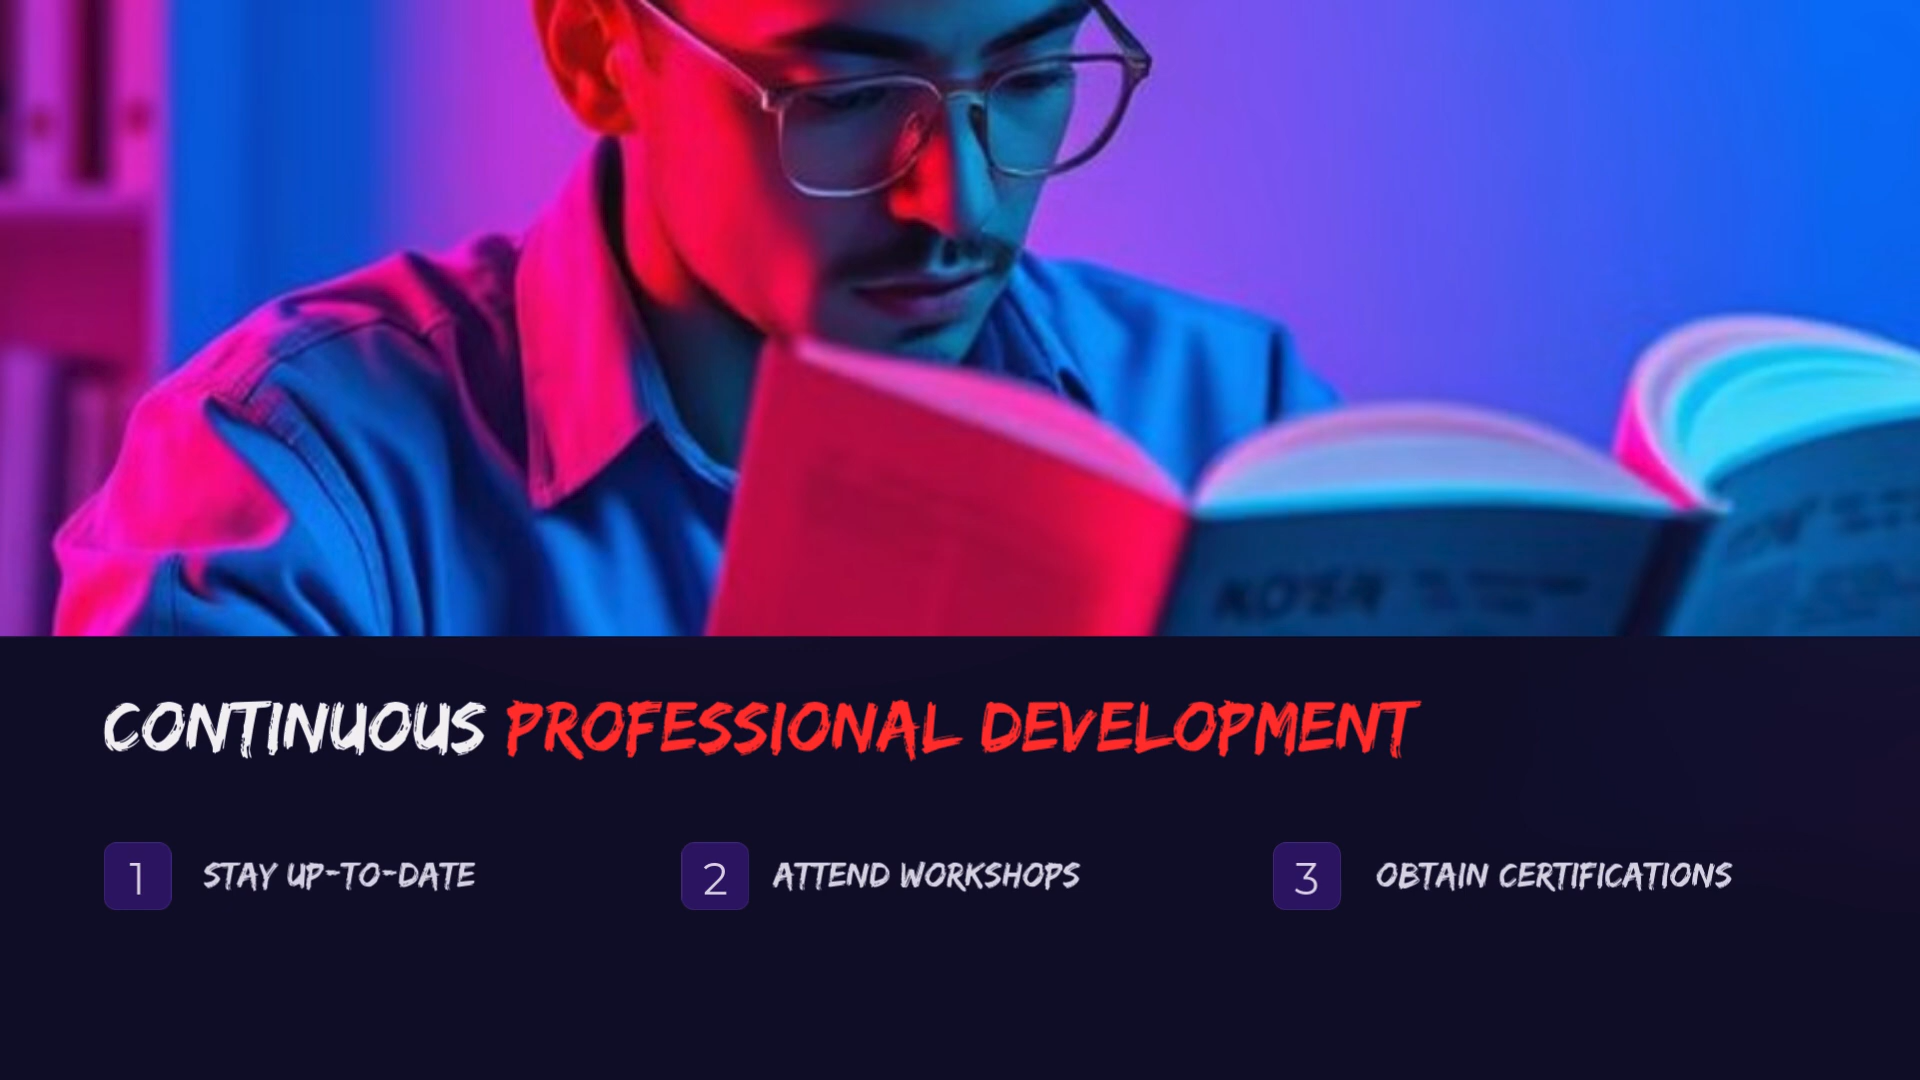 CONTINUOUS PROFESSIONAL DEVELOPMENT
1 STAY UP-TO-DATE
2 ATTEND WORKSHOPS
3 OBTAIN CERTIFICATIONS